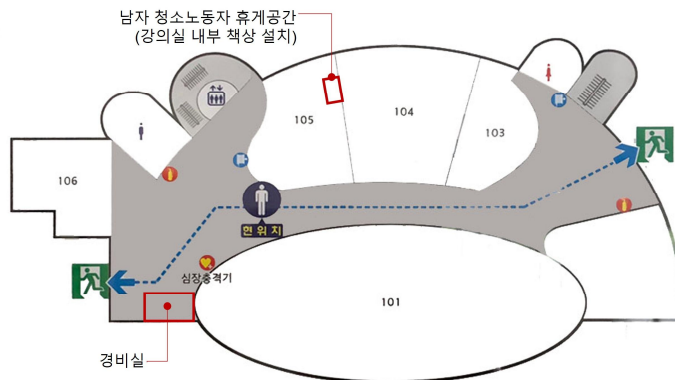 남자 청소노동자 휴게공간
(강의실 내부 책상 설치)
105
104
103
106
현위치
심장충격기
101
경비실